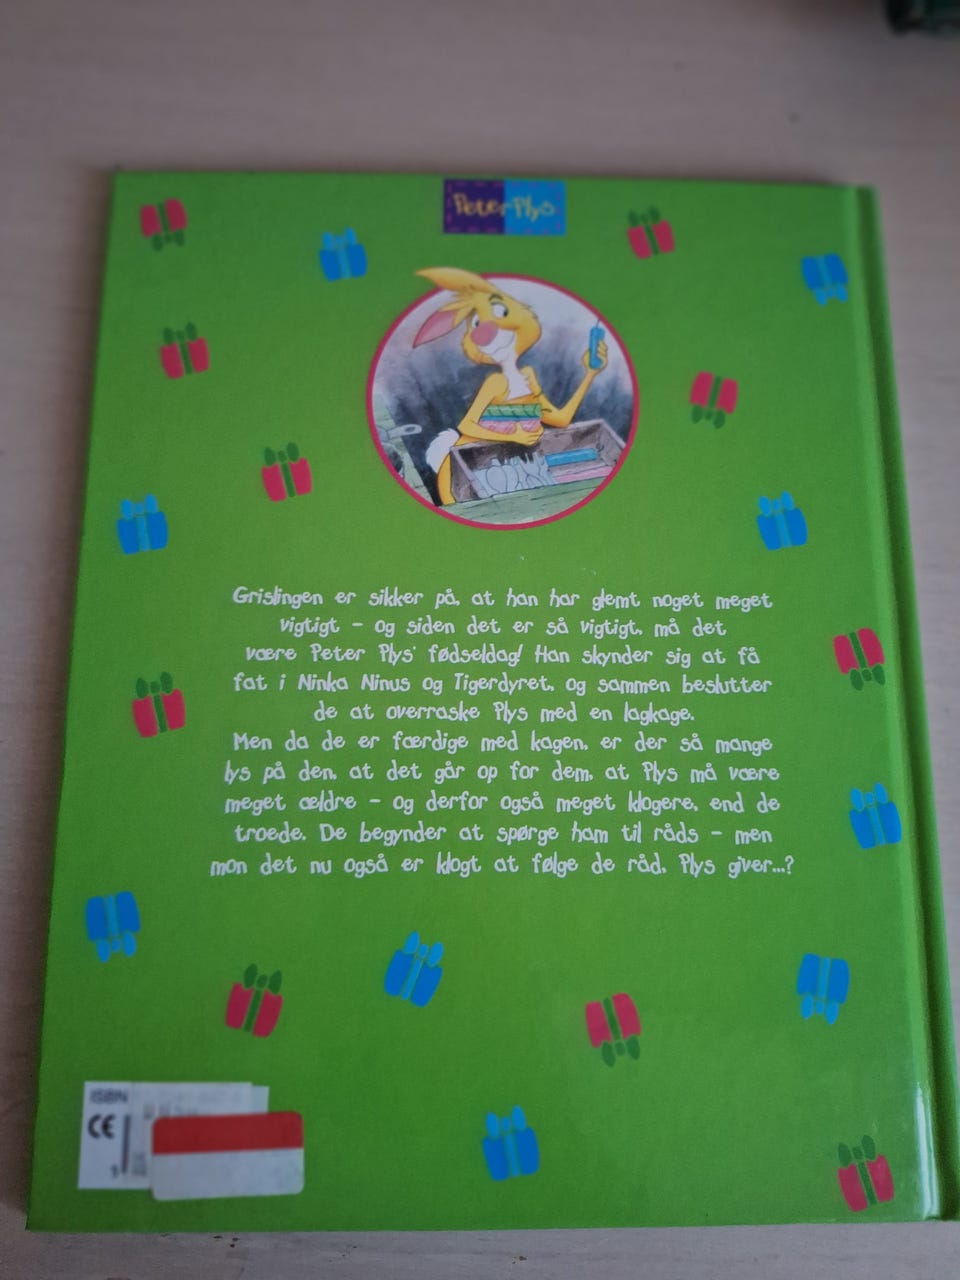 Peter Plys
Grislingen er sikker på, at han har glemt noget meget
vigtigt – og siden det er så vigtigt, må det
være Peter Plys' fødseldag! Han skynder sig at få
fat i Ninka Ninus og Tigerdyret, og sammen beslutter
de at overraske Plys med en lagkage.
Men da de er færdige med kagen, er der så mange
lys på den, at det går op for dem, at Plys må være
meget ældre – og derfor også meget klogere, end de
troede. De begynder at spørge ham til råds – men
mon det nu også er klogt at følge de råd, Plys giver...?
ISBN
CE